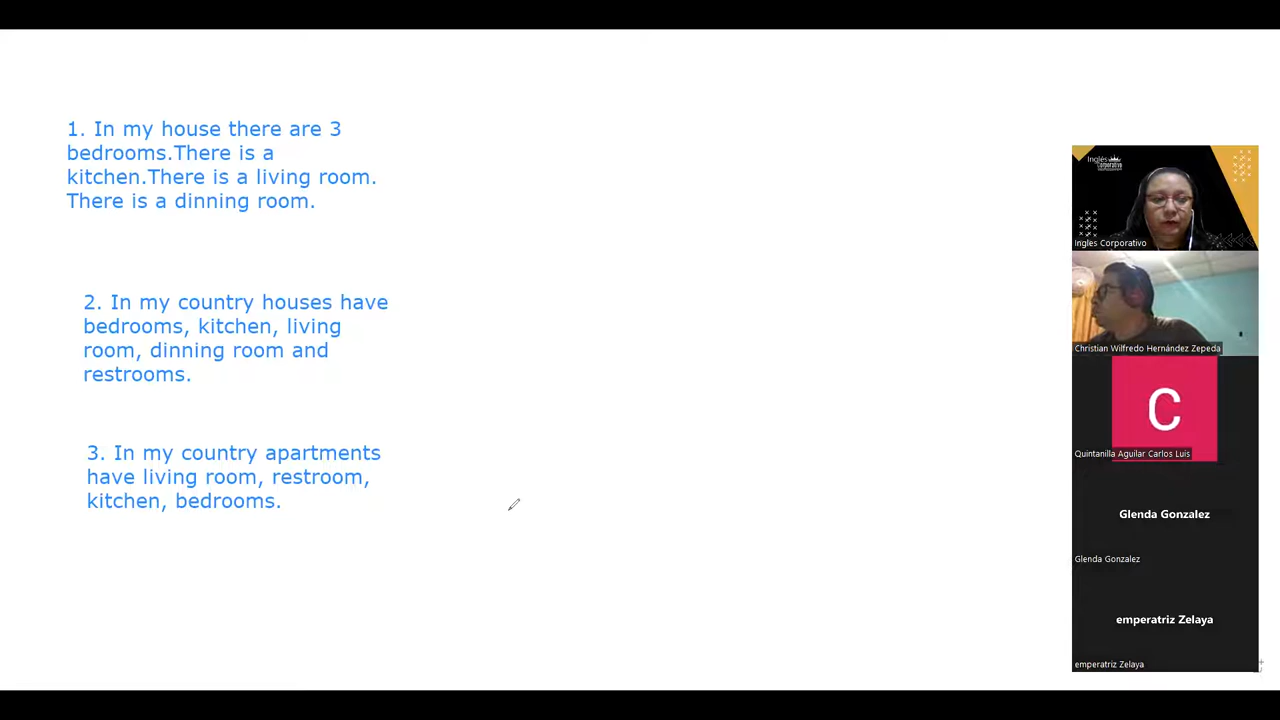 1. In my house there are 3
bedrooms.There is a
kitchen.There is a living room.
There is a dinning room.
2. In my country houses have
bedrooms, kitchen, living
room, dinning room and
restrooms.
3. In my country apartments
have living room, restroom,
kitchen, bedrooms.
Inglés
Corporativo
Ingles Corporativo
Christian Wilfredo Hernández Zepeda
C
Quintanilla Aguilar Carlos Luis
Glenda Gonzalez
Glenda Gonzalez
emperatriz Zelaya
emperatriz Zelaya